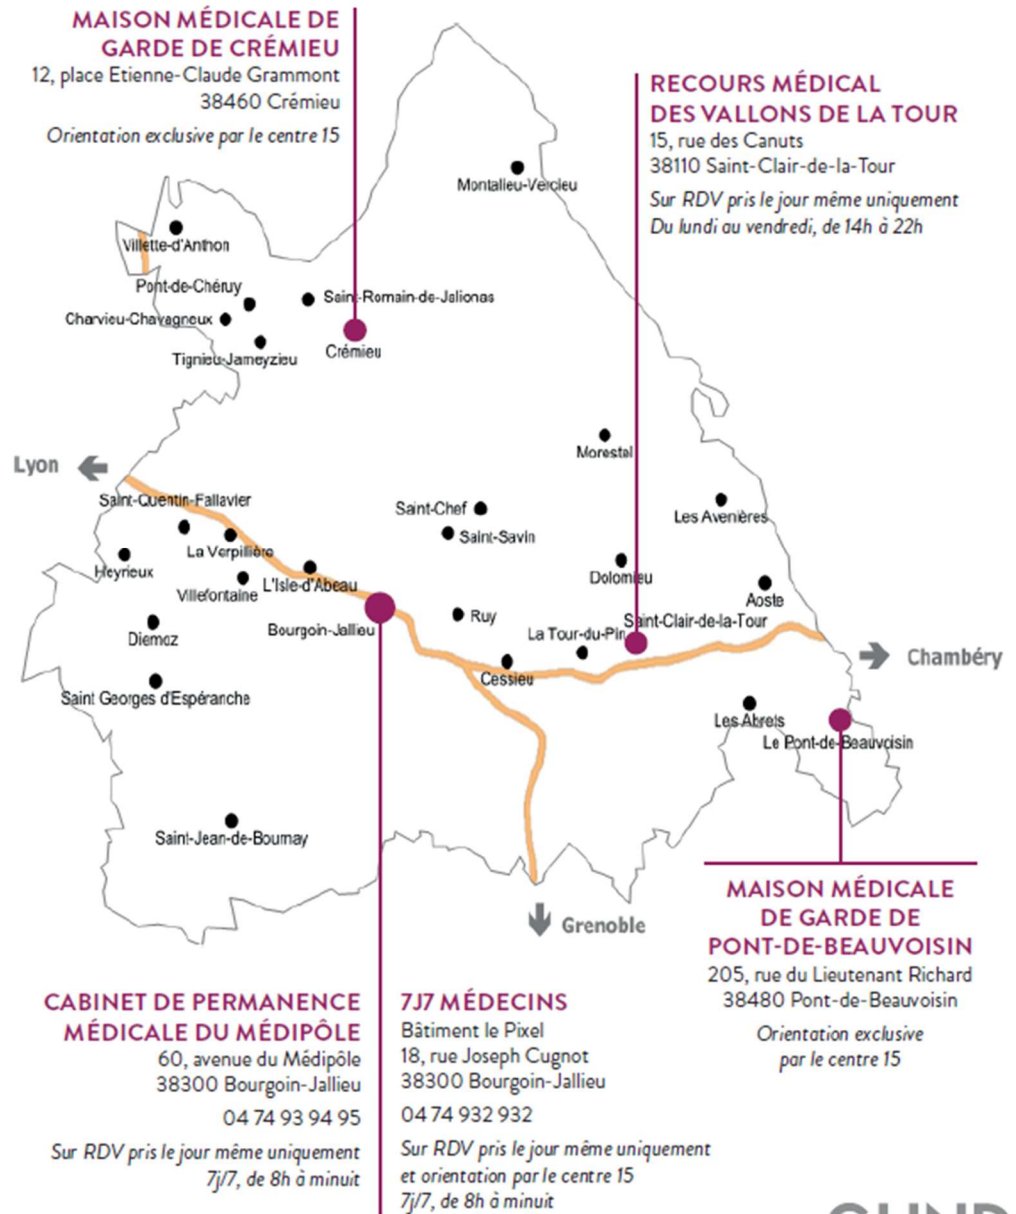 MAISON MÉDICALE DE
GARDE DE CRÉMIEU
12, place Etienne-Claude Grammont
38460 Crémieu
Orientation exclusive par le centre 15
RECOURS MÉDICAL
DES VALLONS DE LA TOUR
15, rue des Canuts
38110 Saint-Clair-de-la-Tour
Sur RDV pris le jour même uniquement
Du lundi au vendredi, de 14h à 22h
Montalieu-Vercieu
Villette-d'Anthon
Pont-de-Chéruy
Saint-Romain-de-Jalionas
Charvieu-Chavagneux
Tignieu-Jameyzieu
Crémieu
Morestel
Lyon
Saint-Quentin-Fallavier
Saint-Chef
Les Avenières
La Verpillière
Saint-Savin
Heyrieux
Villefontaine
L'Isle-d'Abeau
Dolomieu
Aoste
Diemoz
Bourgoin-Jallieu
Ruy
La Tour-du-Pin
Saint-Clair-de-la-Tour
Cessieu
Chambéry
Saint Georges d'Espéranche
Les Abrets
Le Pont-de-Beauvoisin
Saint-Jean-de-Bournay
Grenoble
MAISON MÉDICALE
DE GARDE DE
PONT-DE-BEAUVOISIN
205, rue du Lieutenant Richard
38480 Pont-de-Beauvoisin
Orientation exclusive
par le centre 15
CABINET DE PERMANENCE
MÉDICALE DU MÉDIPÔLE
60, avenue du Médipôle
38300 Bourgoin-Jallieu
04 74 93 94 95
Sur RDV pris le jour même uniquement
7j/7, de 8h à minuit
7J7 MÉDECINS
Bâtiment le Pixel
18, rue Joseph Cugnot
38300 Bourgoin-Jallieu
04 74 932 932
Sur RDV pris le jour même uniquement
et orientation par le centre 15
7j/7, de 8h à minuit